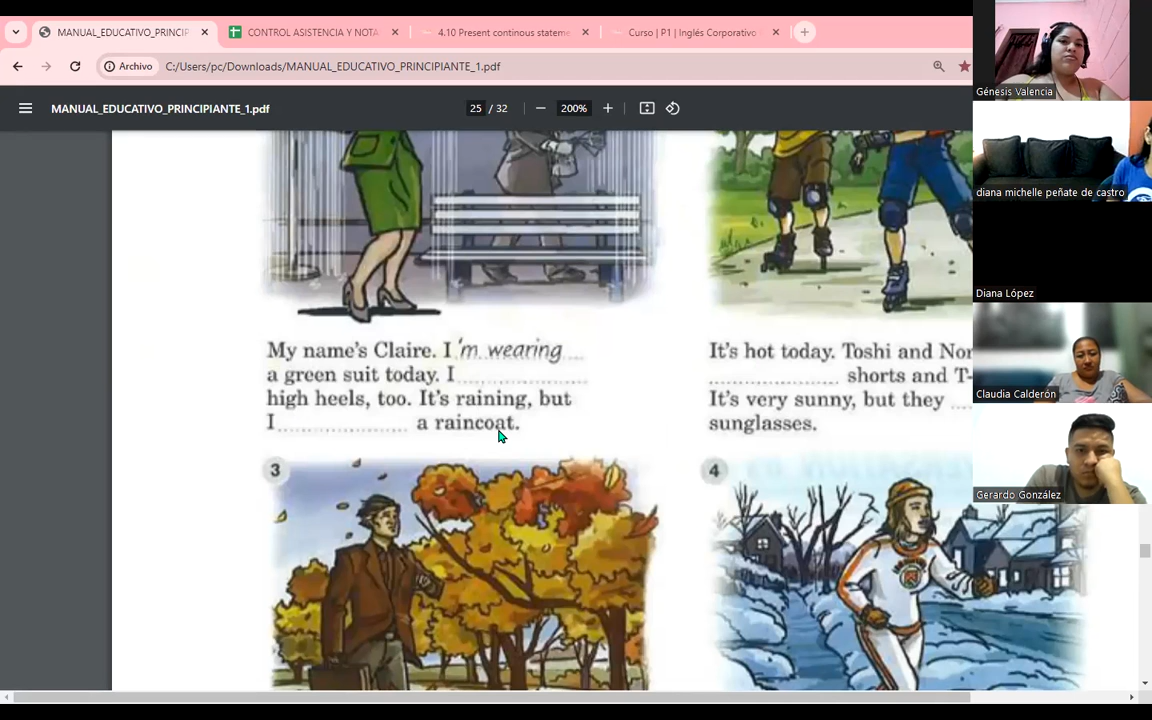 MANUAL_EDUCATIVO_PRINCIP
CONTROL ASISTENCIA Y NOTA
4.10 Present continous stateme
Curso | P1 | Inglés Corporativo
Archivo
C:/Users/pc/Downloads/MANUAL_EDUCATIVO_PRINCIPIANTE_1.pdf
MANUAL_EDUCATIVO_PRINCIPIANTE_1.pdf
25 / 32
200%
Génesis Valencia
diana michelle peñate de castro
Diana López
Claudia Calderón
Gerardo González
My name's Claire. I 'm wearing
a green suit today. I
high heels, too. It's raining, but
I a raincoat.
It's hot today. Toshi and Nor
shorts and T-
It's very sunny, but they
sunglasses.
3
4